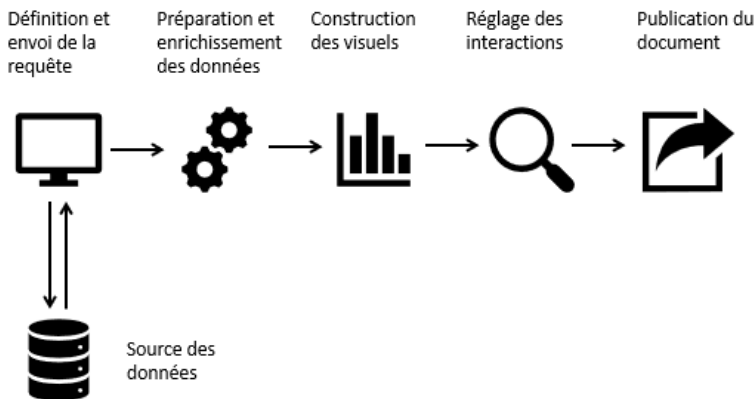 Définition et
envoi de la
requête
Préparation et
enrichissement
des données
Construction
des visuels
Réglage des
interactions
Publication du
document
Source des
données